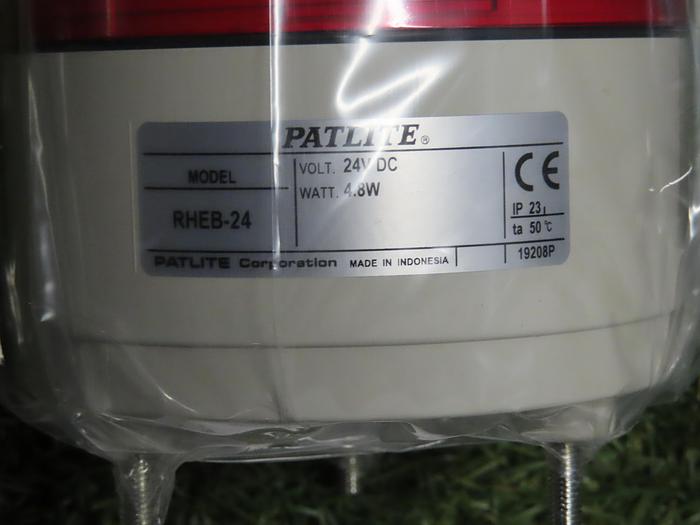 PATLITE®
MODEL
RHEB-24
VOLT. 24V DC
WATT. 4.8W
CE
IP 23
ta 50 ℃
PATLITE Corporation MADE IN INDONESIA
19208P